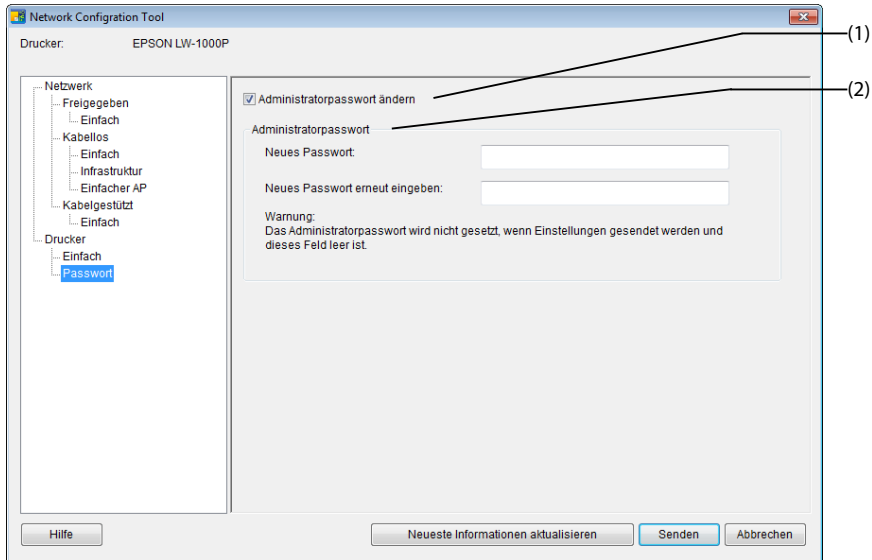 Network Configration Tool
Drucker: EPSON LW-1000P
(1)
(2)
Netzwerk
Freigegeben
Einfach
Kabellos
Einfach
Infrastruktur
Einfacher AP
Kabelgestützt
Einfach
Drucker
Einfach
Passwort
Administratorpasswort ändern
Administratorpasswort
Neues Passwort:
Neues Passwort erneut eingeben:
Warnung:
Das Administratorpasswort wird nicht gesetzt, wenn Einstellungen gesendet werden und
dieses Feld leer ist.
Hilfe
Neueste Informationen aktualisieren
Senden
Abbrechen